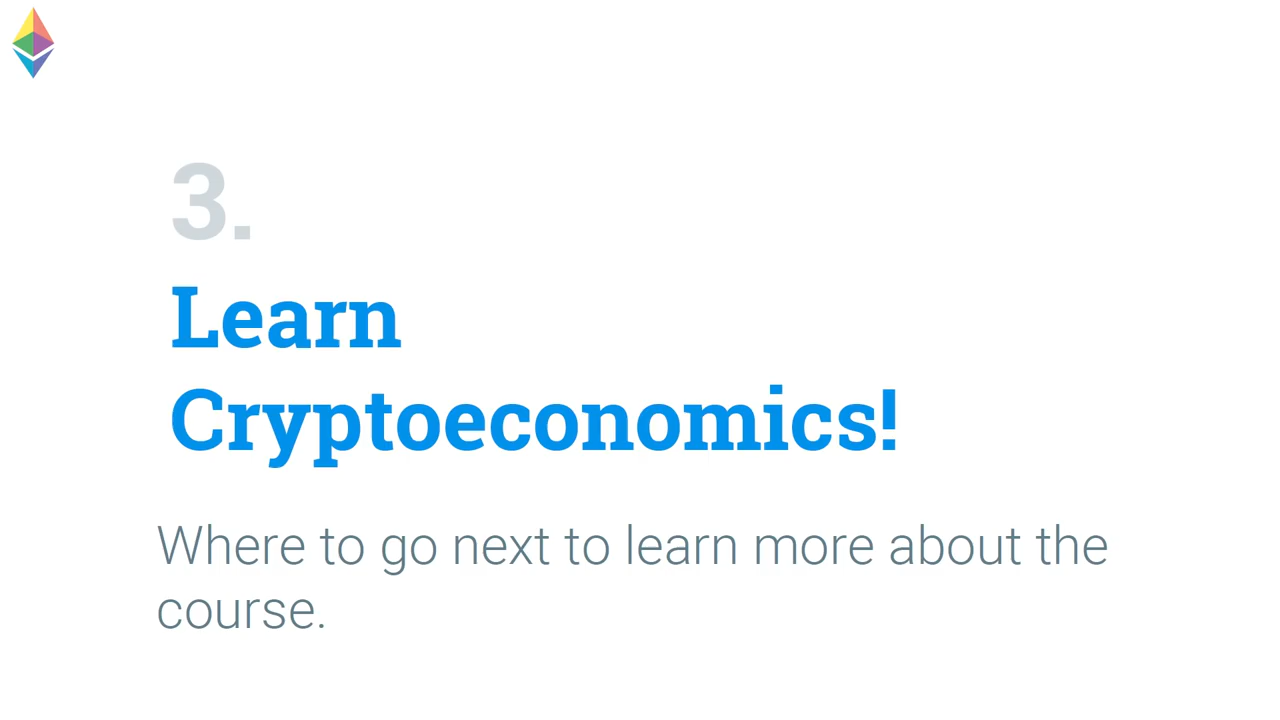 3.
Learn
Cryptoeconomics!
Where to go next to learn more about the
course.